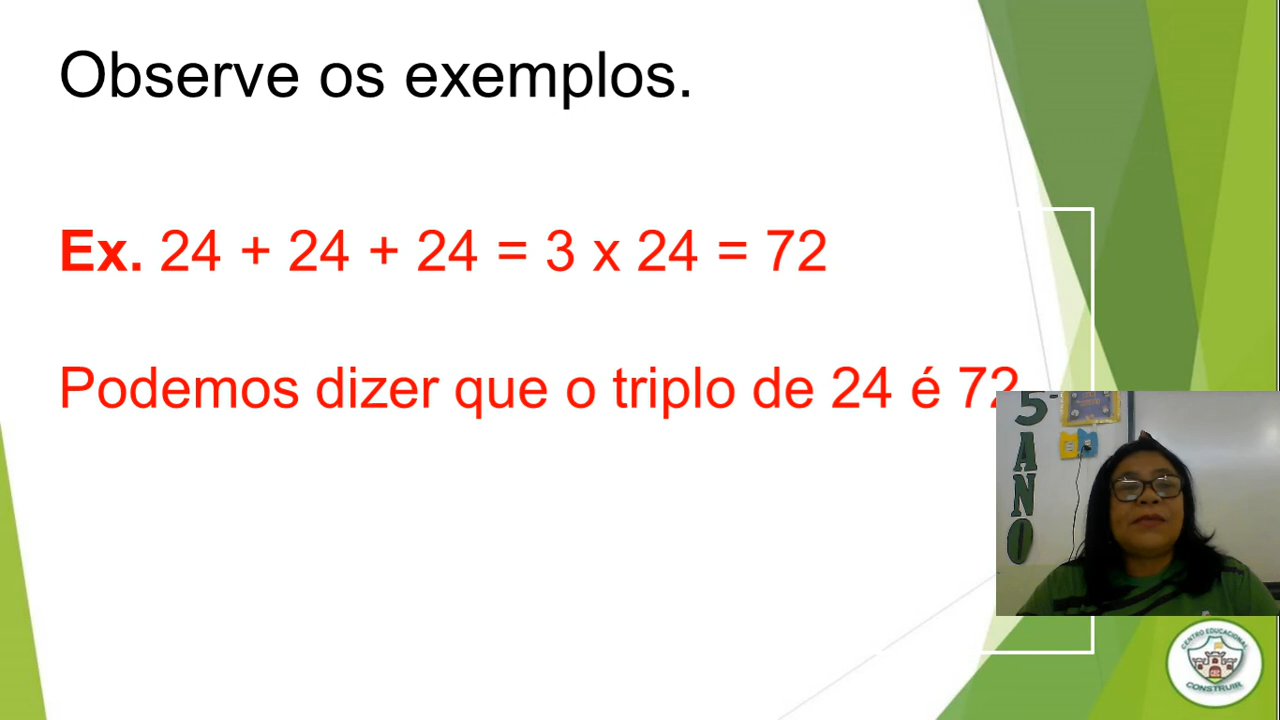 Observe os exemplos.
Ex. 24 + 24 + 24 = 3 x 24 = 72
Podemos dizer que o triplo de 24 é 72
5º
ANO
CENTRO EDUCACIONAL
CONSTRUIR